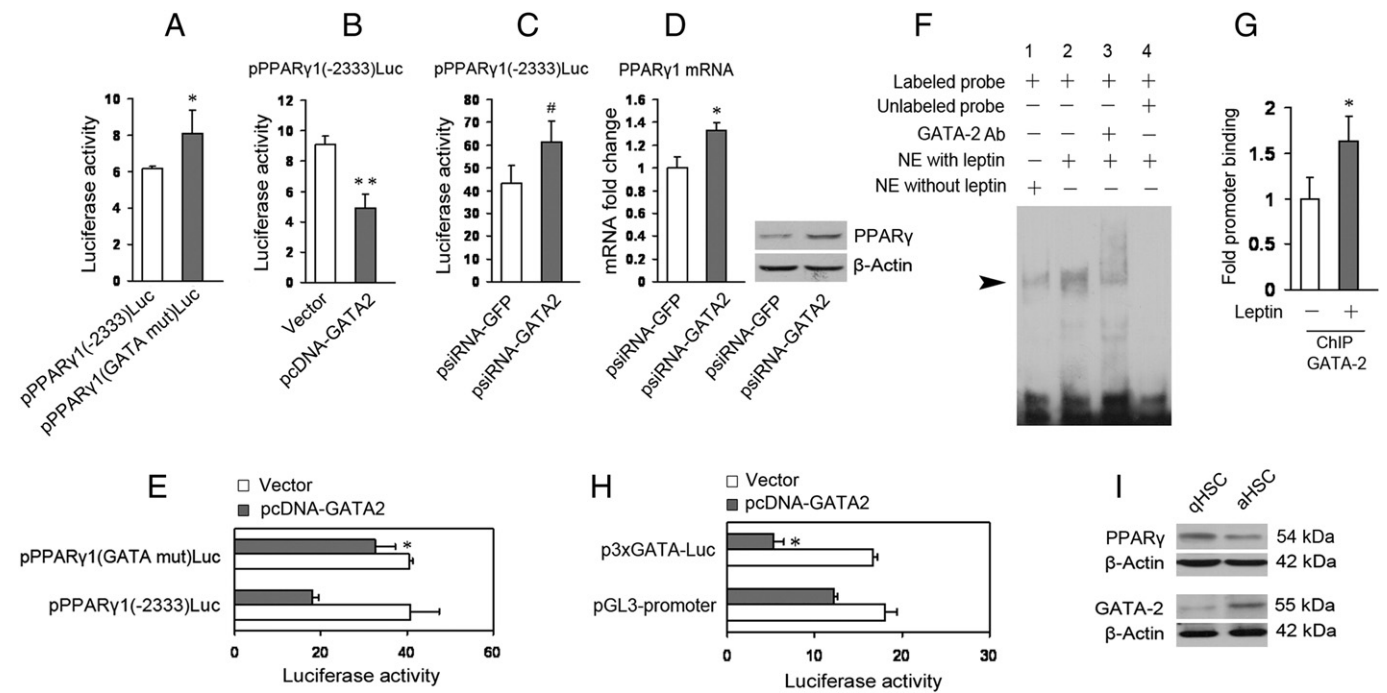 A
B
C
D
F
G
pPPARγ1(-2333)Luc
pPPARγ1(-2333)Luc
PPARγ1 mRNA
Luciferase activity
10
8
6
4
2
0
*
pPPARγ1(-2333)Luc
pPPARγ1(GATA mut)Luc
Luciferase activity
12
10
8
6
4
2
0
**
Vector
pcDNA-GATA2
Luciferase activity
80
70
60
50
40
30
20
10
0
#
psiRNA-GFP
psiRNA-GATA2
mRNA fold change
1.6
1.4
1.2
1
0.8
0.6
0.4
0.2
0
*
psiRNA-GFP
psiRNA-GATA2
PPARγ
β-Actin
psiRNA-GFP
psiRNA-GATA2
1 2 3 4
Labeled probe + + + +
Unlabeled probe − − − +
GATA-2 Ab − − + −
NE with leptin − + + +
NE without leptin + − − −
Fold promoter binding
2
1.5
1
0.5
0
*
Leptin − +
ChIP
GATA-2
E
Vector
pcDNA-GATA2
pPPARγ1(GATA mut)Luc
*
pPPARγ1(-2333)Luc
0 20 40 60
Luciferase activity
H
Vector
pcDNA-GATA2
p3xGATA-Luc
*
pGL3-promoter
0 10 20 30
Luciferase activity
I
qHSC
aHSC
PPARγ 54 kDa
β-Actin 42 kDa
GATA-2 55 kDa
β-Actin 42 kDa